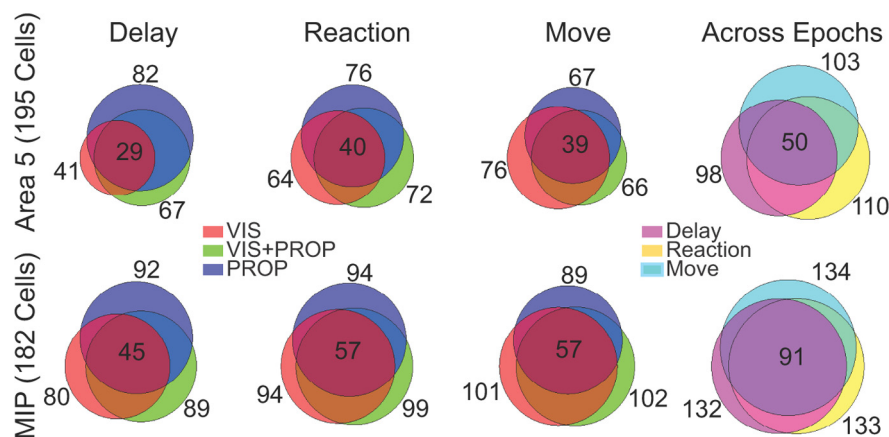 Delay Reaction Move Across Epochs
Area 5 (195 Cells)
82 76 67 103
29 40 39 50
41 64 76 98
67 72 66 110
VIS
VIS+PROP
PROP
Delay
Reaction
Move
MIP (182 Cells)
92 94 89 134
45 57 57 91
80 94 101 132
89 99 102 133